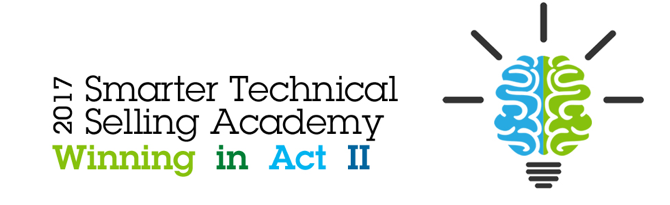 2017
Smarter Technical
Selling Academy
Winning in Act II